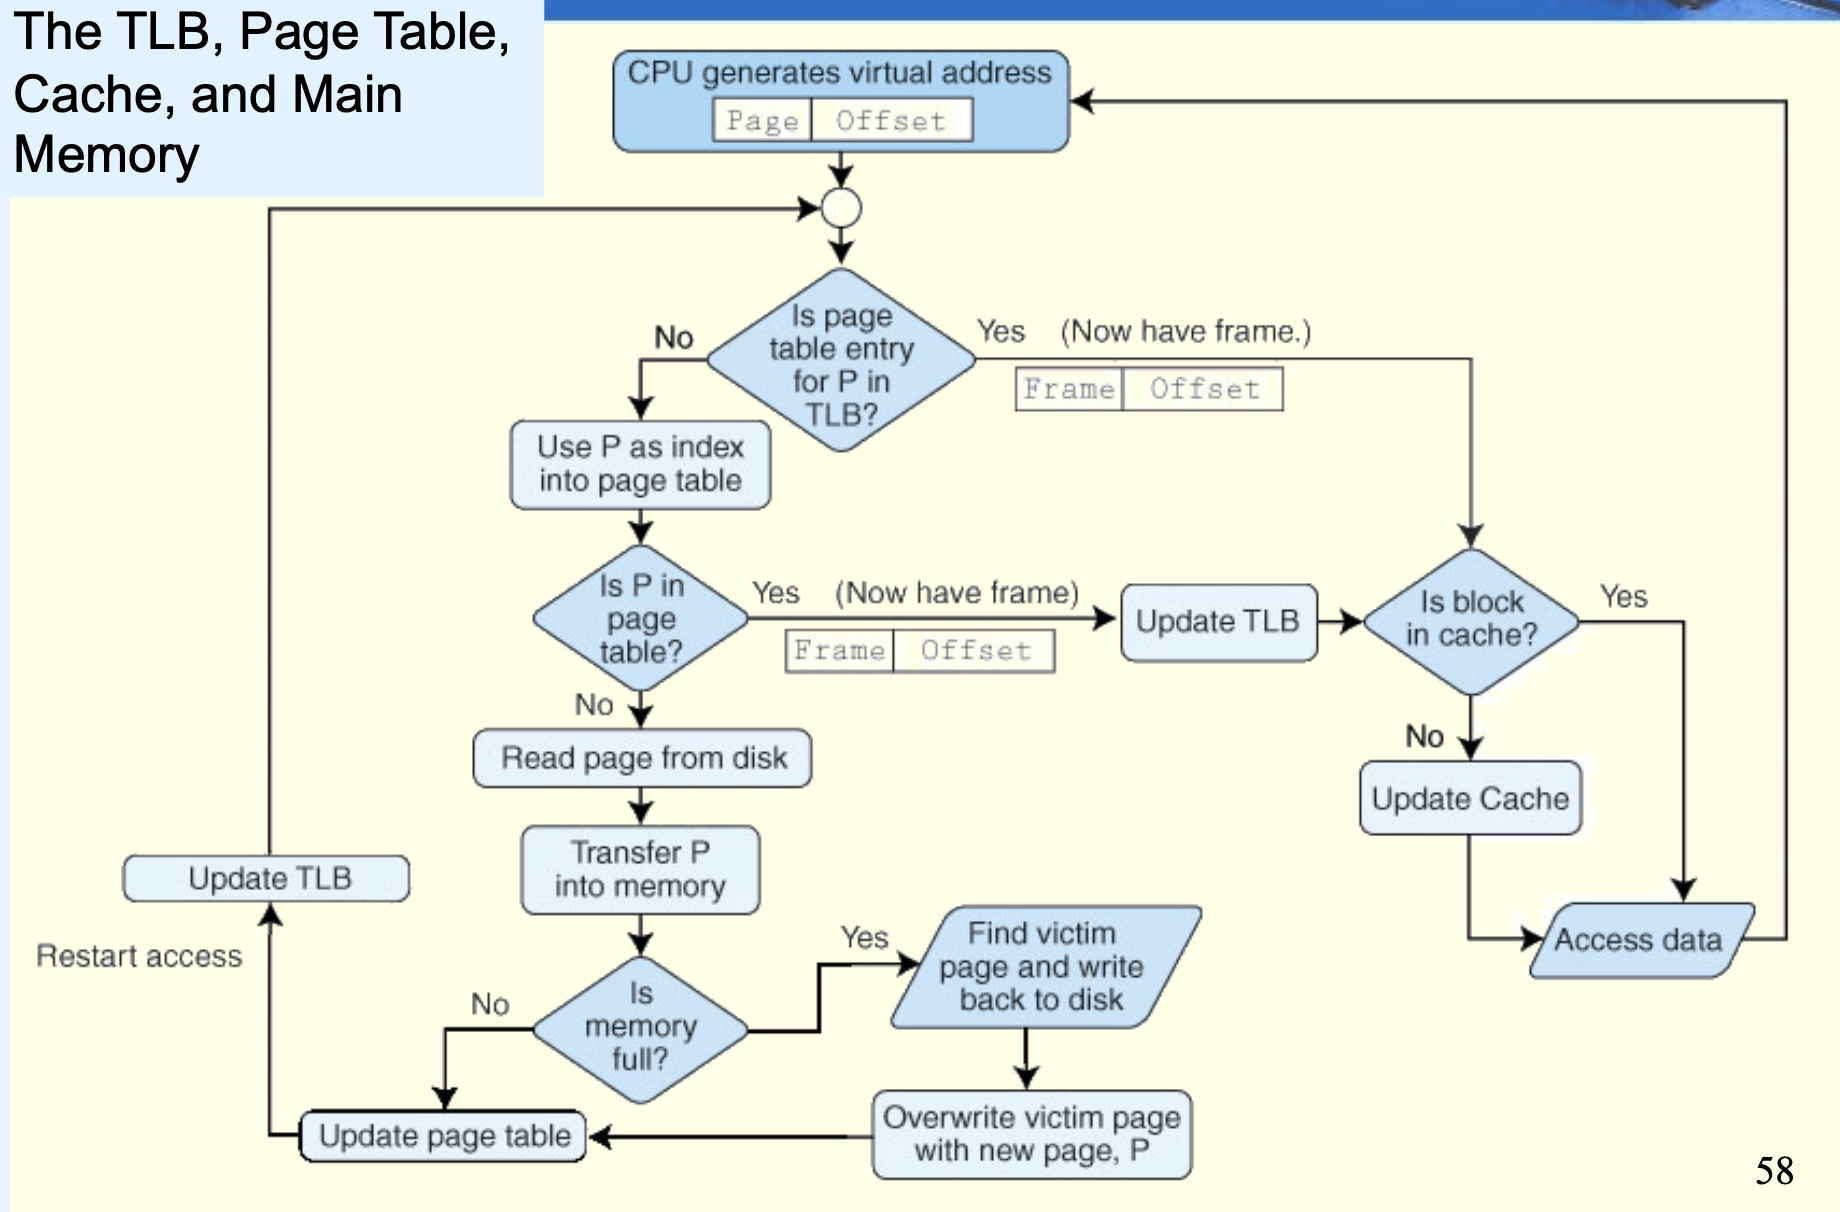 The TLB, Page Table,
Cache, and Main
Memory
CPU generates virtual address
Page Offset
Is page
table entry
for P in
TLB?
No
Yes (Now have frame.)
Frame Offset
Use P as index
into page table
Is P in
page
table?
Yes (Now have frame)
Frame Offset
Update TLB
Is block
in cache?
Yes
No
Read page from disk
No
Update Cache
Transfer P
into memory
Update TLB
Restart access
Access data
Is
memory
full?
No
Yes
Find victim
page and write
back to disk
Update page table
Overwrite victim page
with new page, P
58